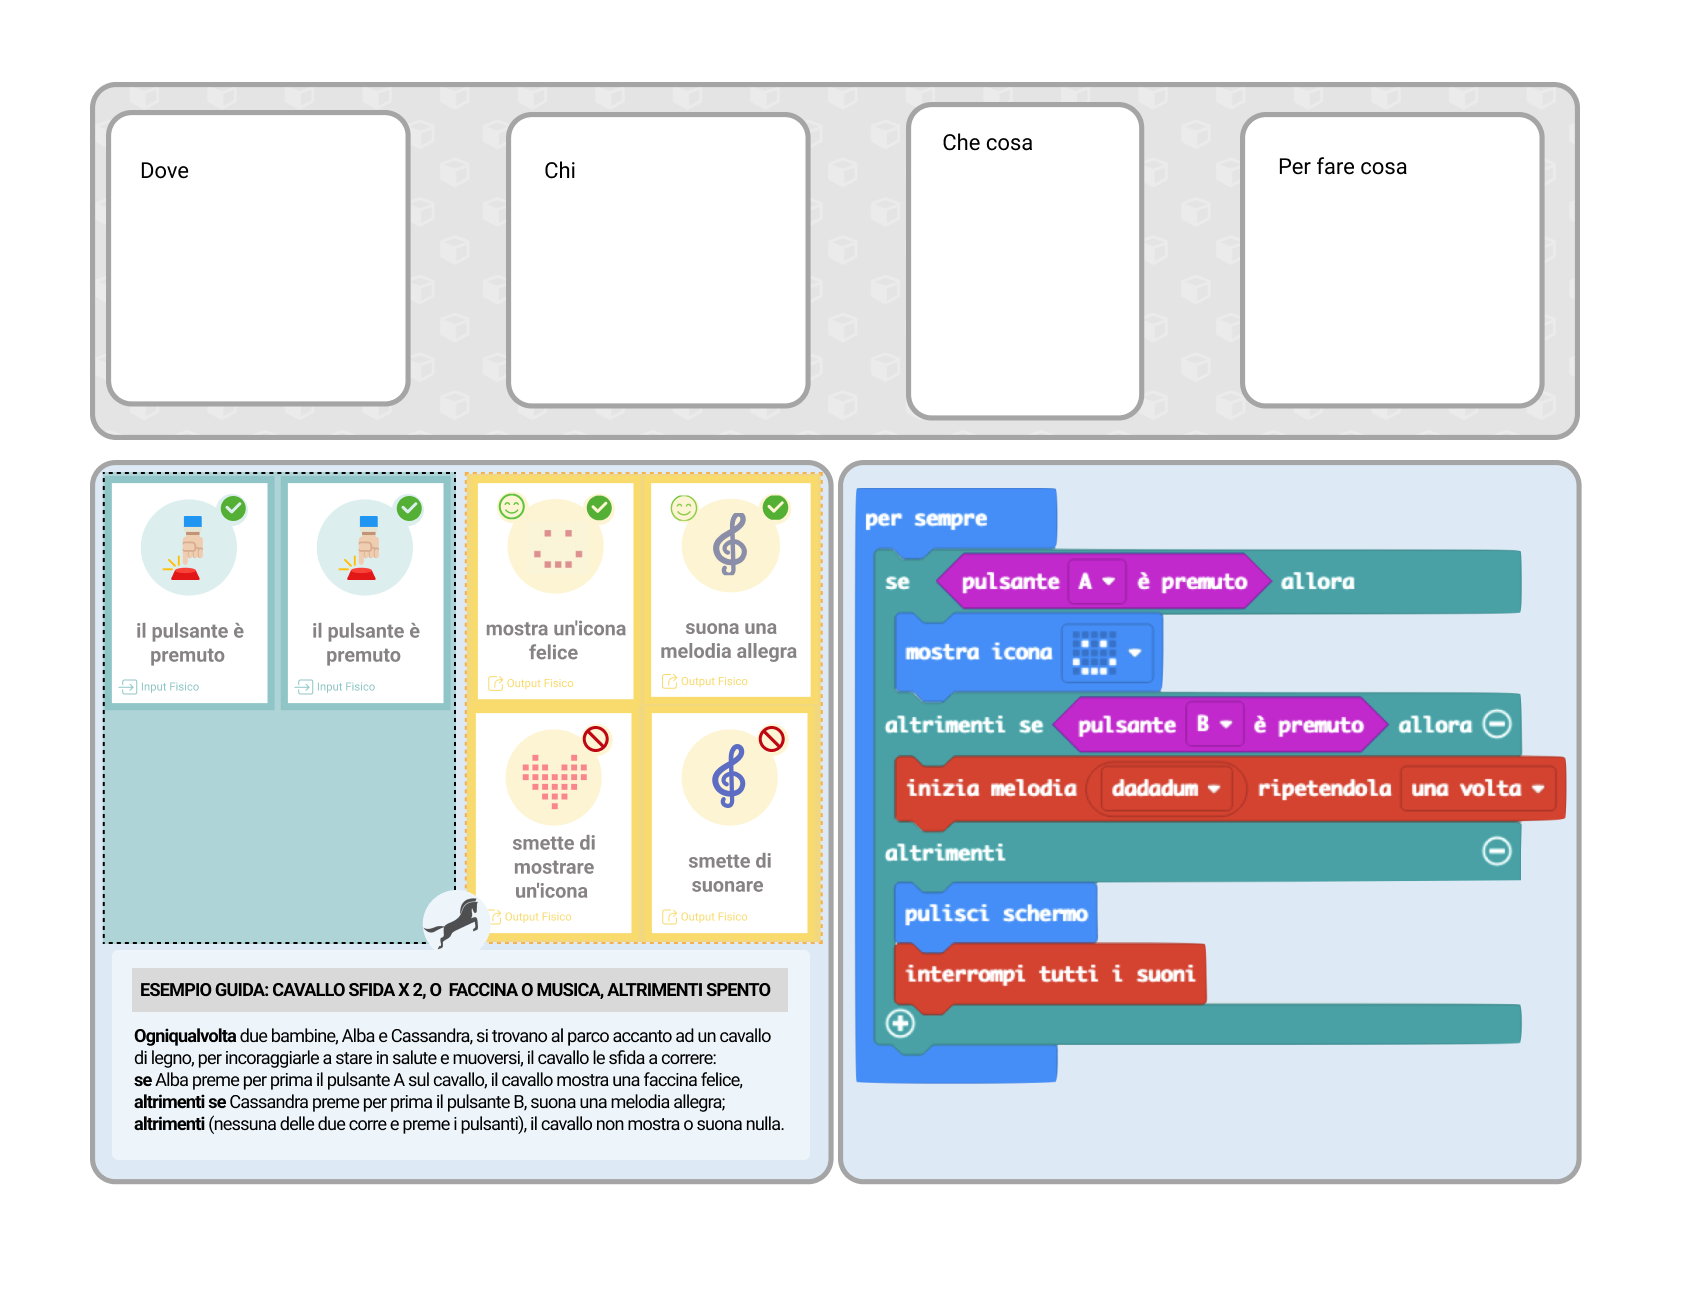 Dove
Chi
Che cosa
Per fare cosa
il pulsante è
premuto
Input Fisico
il pulsante è
premuto
Input Fisico
mostra un'icona
felice
Output Fisico
suona una
melodia allegra
Output Fisico
smette di
mostrare
un'icona
Output Fisico
smette di
suonare
Output Fisico
ESEMPIO GUIDA: CAVALLO SFIDA X 2, O FACCINA O MUSICA, ALTRIMENTI SPENTO
Ogniqualvolta due bambine, Alba e Cassandra, si trovano al parco accanto ad un cavallo
di legno, per incoraggiarle a stare in salute e muoversi, il cavallo le sfida a correre:
se Alba preme per prima il pulsante A sul cavallo, il cavallo mostra una faccina felice,
altrimenti se Cassandra preme per prima il pulsante B, suona una melodia allegra;
altrimenti (nessuna delle due corre e preme i pulsanti), il cavallo non mostra o suona nulla.
per sempre
se pulsante A è premuto allora
mostra icona
altrimenti se pulsante B è premuto allora
inizia melodia dadadum ripetendola una volta
altrimenti
pulisci schermo
interrompi tutti i suoni